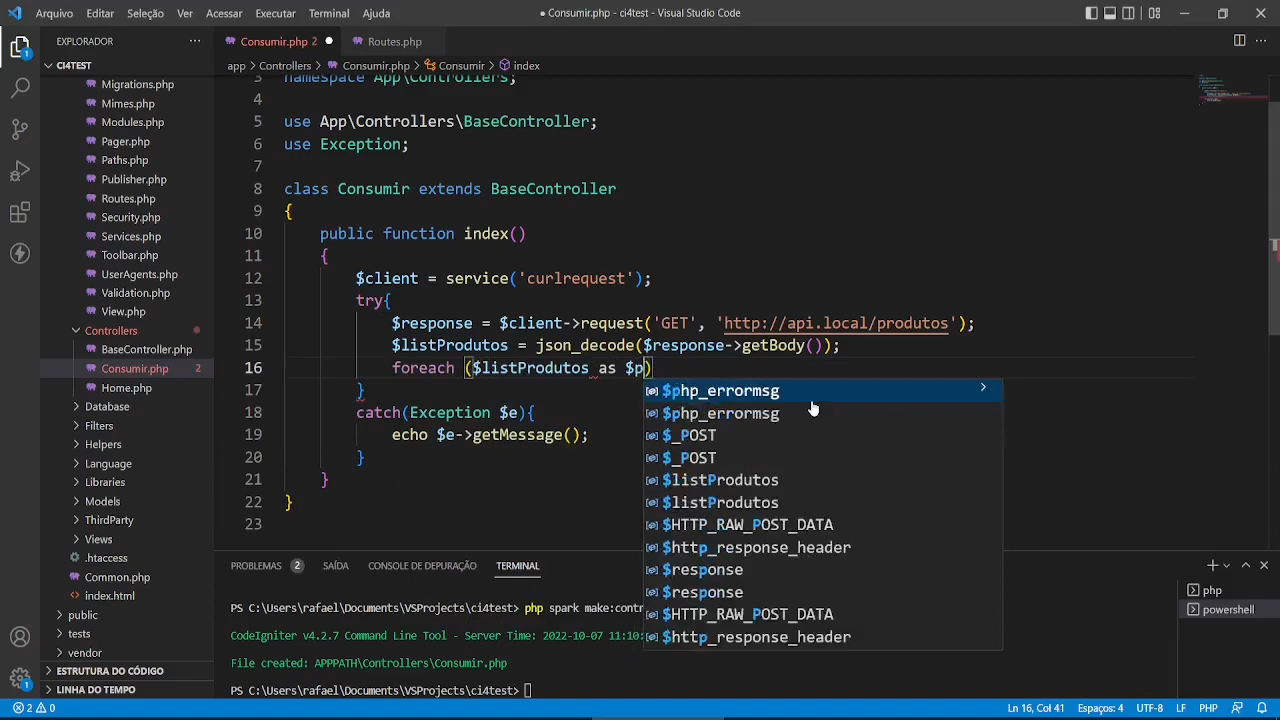 Arquivo Editar Seleção Ver Acessar Executar Terminal Ajuda
● Consumir.php - ci4test - Visual Studio Code
EXPLORADOR
CI4TEST
Migrations.php
Mimes.php
Modules.php
Pager.php
Paths.php
Publisher.php
Routes.php
Security.php
Services.php
Toolbar.php
UserAgents.php
Validation.php
View.php
Controllers
BaseController.php
Consumir.php 2
Home.php
Database
Filters
Helpers
Language
Libraries
Models
ThirdParty
Views
.htaccess
Common.php
index.html
public
tests
vendor
ESTRUTURA DO CÓDIGO
LINHA DO TEMPO
Consumir.php 2 ● Routes.php
app > Controllers > Consumir.php > Consumir > index
3 namespace App\Controllers;
4
5 use App\Controllers\BaseController;
6 use Exception;
7
8 class Consumir extends BaseController
9 {
10 public function index()
11 {
12 $client = service('curlrequest');
13 try{
14 $response = $client->request('GET', 'http://api.local/produtos');
15 $listProdutos = json_decode($response->getBody());
16 foreach ($listProdutos as $p)
17 }
18 catch(Exception $e){
19 echo $e->getMessage();
20 }
21 }
22 }
23
$php_errormsg
$php_errormsg
$_POST
$_POST
$listProdutos
$listProdutos
$HTTP_RAW_POST_DATA
$http_response_header
$response
$response
$HTTP_RAW_POST_DATA
$http_response_header
PROBLEMAS 2 SAÍDA CONSOLE DE DEPURAÇÃO TERMINAL
PS C:\Users\rafael\Documents\VSProjects\ci4test> php spark make:contr
CodeIgniter v4.2.7 Command Line Tool - Server Time: 2022-10-07 11:10:
File created: APPPATH\Controllers\Consumir.php
PS C:\Users\rafael\Documents\VSProjects\ci4test>
php
powershell
1
1
2 0
Ln 16, Col 41 Espaços: 4 UTF-8 LF PHP